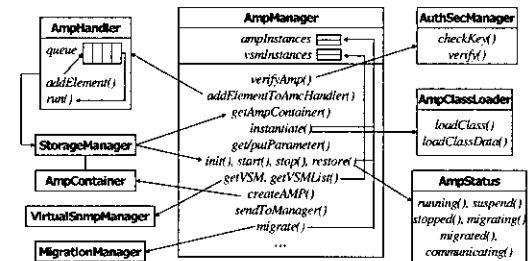 AmpHandler
queue
addElement()
run()
StorageManager
AmpContainer
VirtualSnmpManager
MigrationManager
AmpManager
ampInstances
vsmInstances
verifyAmp()
addElementToAmcHandler()
getAmpContainer()
instantiate()
get/putParameter()
init(), start(), stop(), restore()
getVSM, getVSMList()
createAMP()
sendToManager()
migrate()
...
AuthSecManager
checkKey()
verify()
AmpClassLoader
loadClass()
loadClassData()
AmpStatus
running(), suspend()
stopped(), migrating()
migrated(),
communicating()